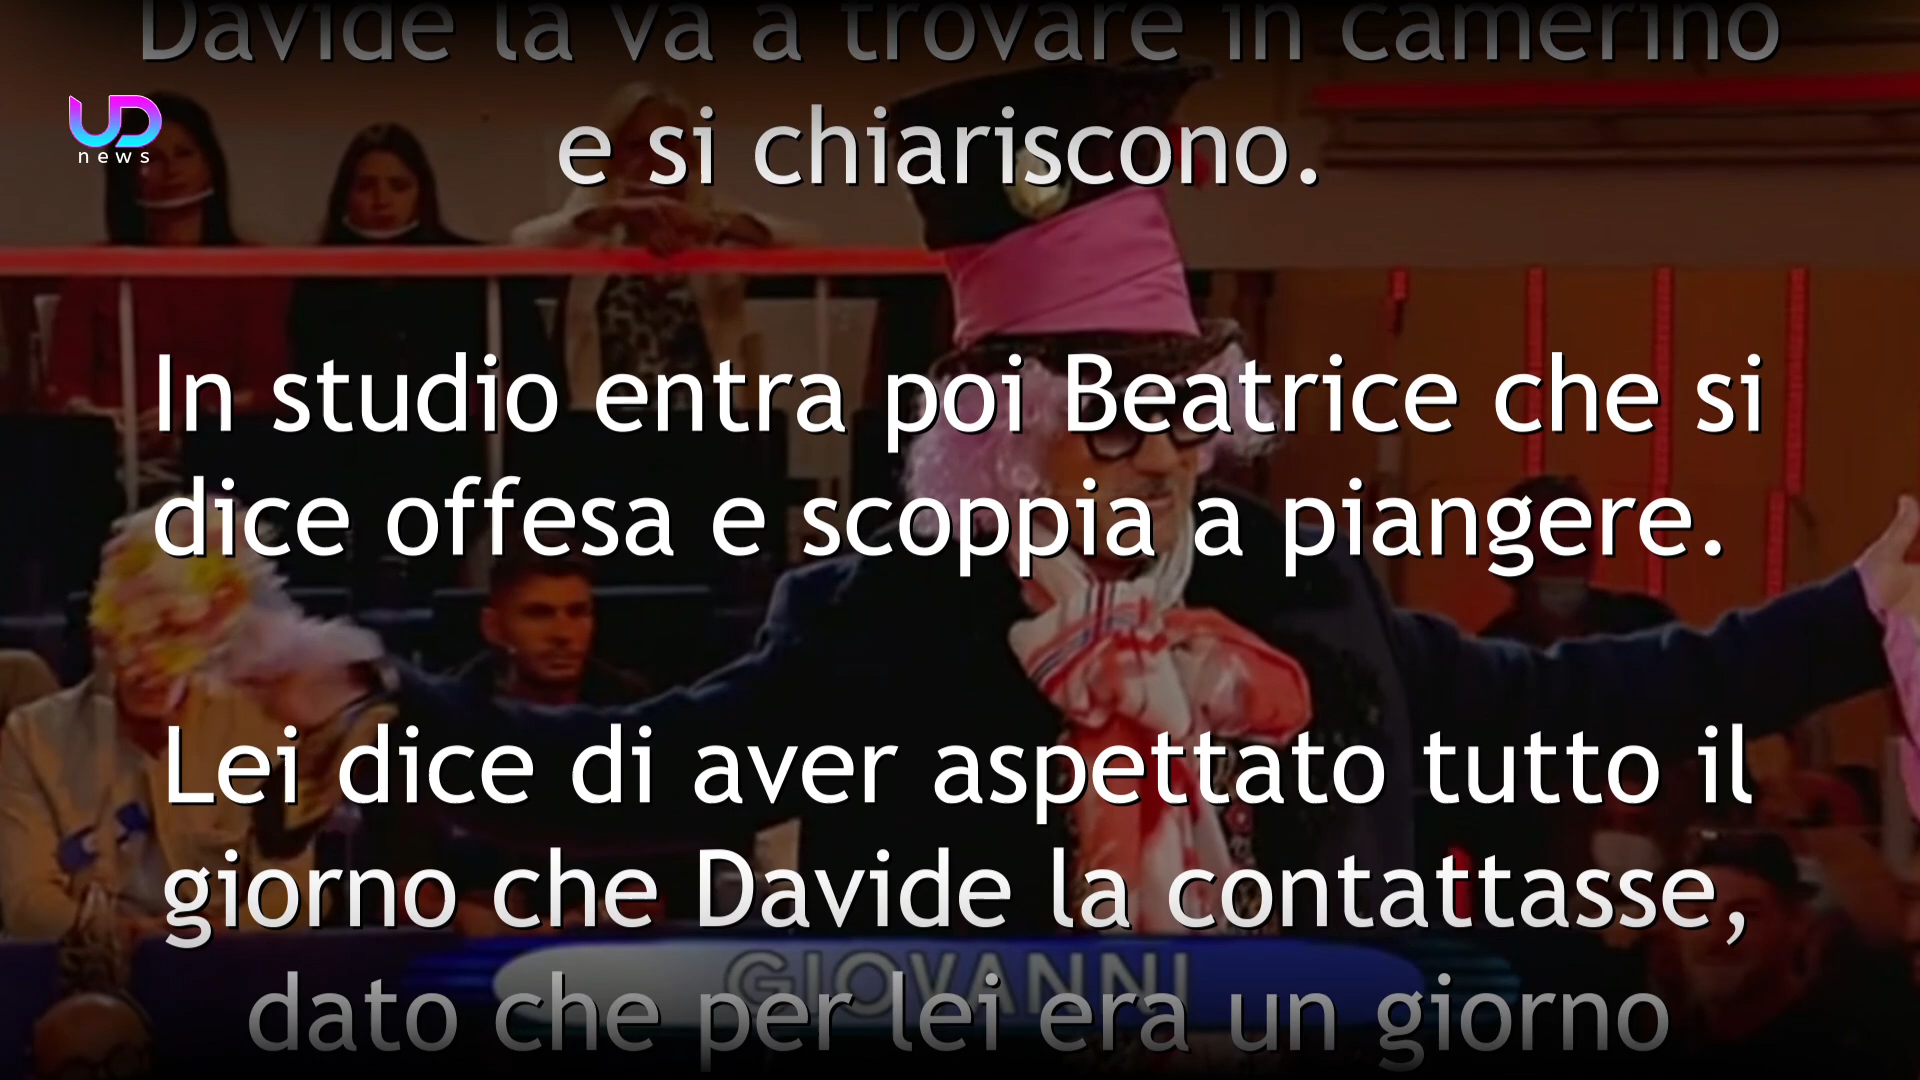 Davide la va a trovare in camerino
UD
news
e si chiariscono.
In studio entra poi Beatrice che si
dice offesa e scoppia a piangere.
Lei dice di aver aspettato tutto il
giorno che Davide la contattasse,
GIOVANNI
dato che per lei era un giorno